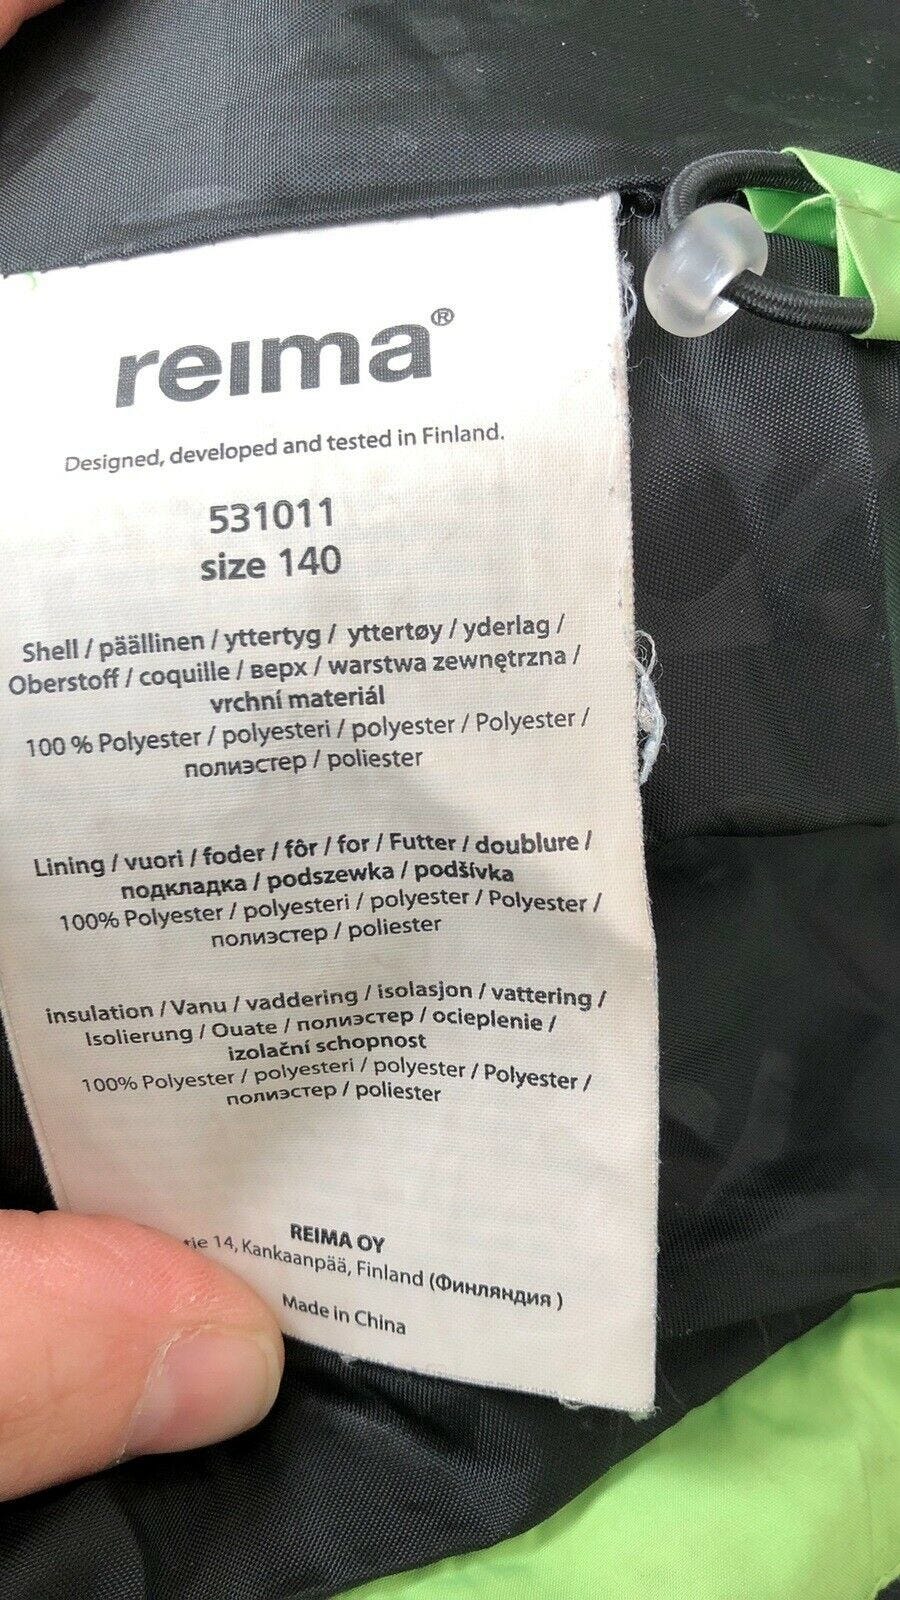 reima®
Designed, developed and tested in Finland.
531011
size 140
Shell / päällinen / yttertyg / yttertøy / yderlag /
Oberstoff / coquille / верх / warstwa zewnętrzna /
vrchní materiál
100 % Polyester / polyesteri / polyester / Polyester /
полиэстер / poliester
Lining / vuori / foder / fôr / for / Futter / doublure /
подкладка / podszewka / podšívka
100% Polyester / polyesteri / polyester / Polyester /
полиэстер / poliester
insulation / Vanu / vaddering / isolasjon / vattering /
Isolierung / Ouate / полиэстер / ocieplenie /
izolační schopnost
100% Polyester / polyesteri / polyester / Polyester /
полиэстер / poliester
REIMA OY
14, Kankaanpää, Finland (Финляндия )
Made in China